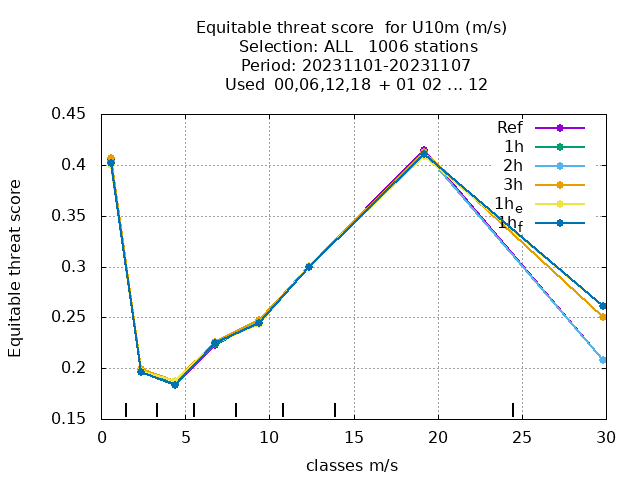 Equitable threat score  for U10m (m/s)
Selection: ALL   1006 stations
Period: 20231101-20231107
Used  00,06,12,18 + 01 02 ... 12
Ref
1h
2h
3h
1he
1hf
0.45
0.4
0.35
0.3
0.25
0.2
0.15
Equitable threat score
0 5 10 15 20 25 30
classes m/s